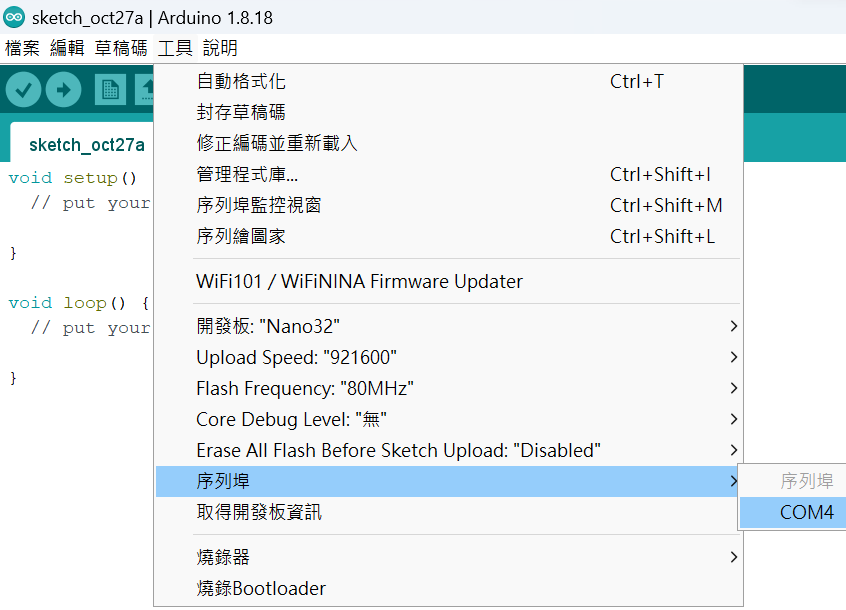 sketch_oct27a | Arduino 1.8.18
檔案 編輯 草稿碼 工具 說明
sketch_oct27a
void setup()
// put your
}
void loop() {
// put your
}
自動格式化 Ctrl+T
封存草稿碼
修正編碼並重新載入
管理程式庫... Ctrl+Shift+I
序列埠監控視窗 Ctrl+Shift+M
序列繪圖家 Ctrl+Shift+L
WiFi101 / WiFiNINA Firmware Updater
開發板: "Nano32"
Upload Speed: "921600"
Flash Frequency: "80MHz"
Core Debug Level: "無"
Erase All Flash Before Sketch Upload: "Disabled"
序列埠
序列埠
COM4
取得開發板資訊
燒錄器
燒錄Bootloader